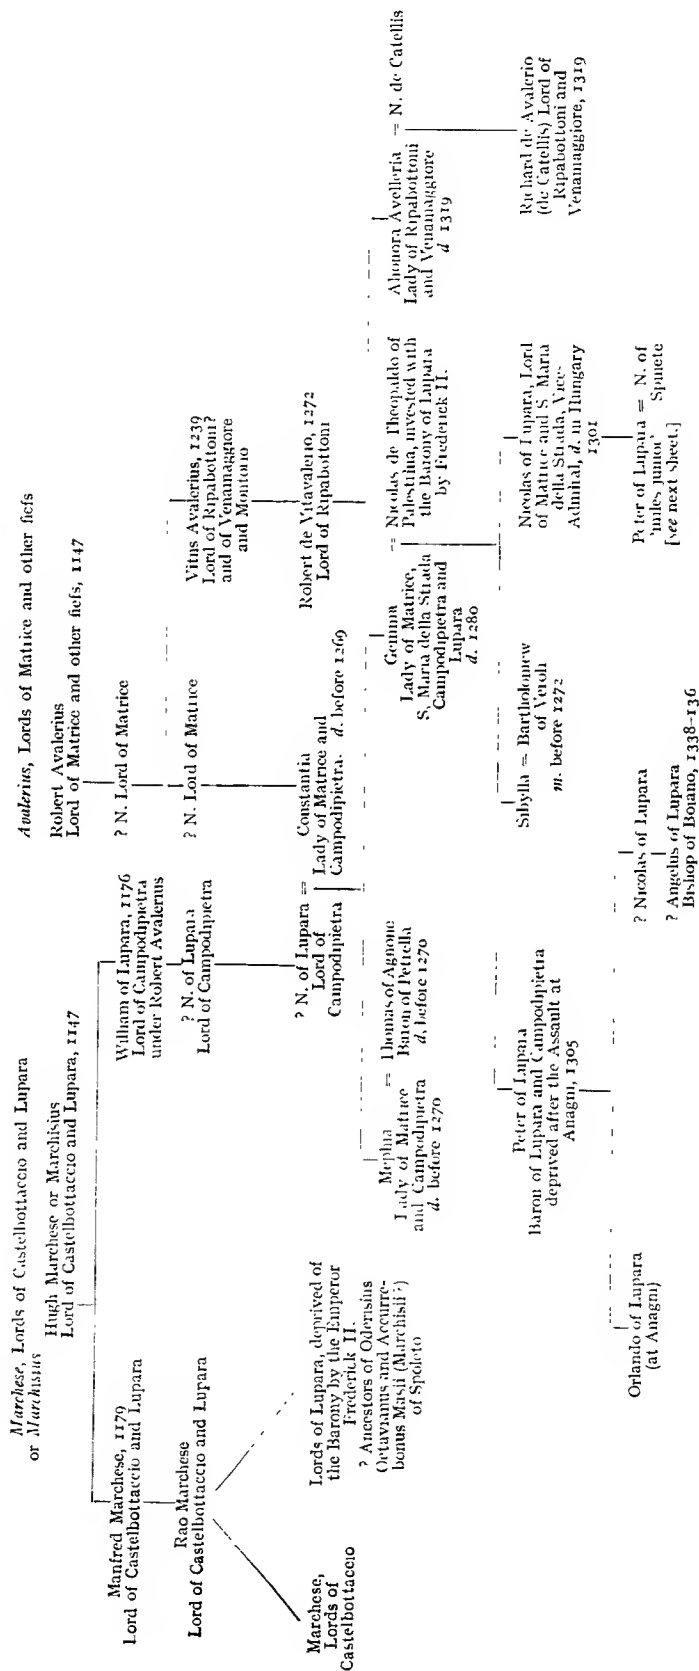 Marchese, Lords of Castelbottaccio and Lupara
or Marchisius
Hugh Marchese or Marchisius
Lord of Castelbottaccio and Lupara, 1147
Avalerius, Lords of Matrice and other fiefs
Robert Avalerius
Lord of Matrice and other fiefs, 1147
Manfred Marchese, 1179
Lord of Castelbottaccio and Lupara
William of Lupara, 1176
Lord of Campodipietra
under Robert Avalerius
? N. Lord of Matrice
Rao Marchese
Lord of Castelbottaccio and Lupara
? N. of Lupara
Lord of Campodipietra
? N. Lord of Matrice
Vitus Avalerius, 1239
Lord of Ripabottoni?
and of Venamaggiore
and Montorio
Marchese,
Lords of
Castelbottaccio
Lords of Lupara, deprived of
the Barony by the Emperor
Frederick II.
? Ancestors of Oderisius
Octavianus and Accurre-
bonus Masii (Marchisii?)
of Spoleto
? N. of Lupara =
Lord of
Campodipietra
Constantia
Lady of Matrice and
Campodipietra. d. before 1269
Robert de Vitavalerio, 1272
Lord of Ripabottoni
Mephia
Lady of Matrice
and Campodipietra
d. before 1270
= Thomas of Agnone
Baron of Petrella
d. before 1270
Gemma
Lady of Matrice,
S. Maria della Strada
Campodipietra and
Lupara
d. 1280
= Nicolas de Theopaldo of
Palestrina, invested with
the Barony of Lupara
by Frederick II.
Alionora Avelleria
Lady of Ripabottoni
and Venamaggiore
d 1319
= N. de Catellis
Peter of Lupara
Baron of Lupara and Campodipietra
deprived after the Assault at
Anagni, 1305
Sibylla = Bartholomew
of Veroli
m. before 1272
Nicolas of Lupara, Lord
of Matrice and S. Maria
della Strada, Vice-
Admiral, d. in Hungary
1301
Richard de Avalerio
(de Catellis) Lord of
Ripabottoni and
Venamaggiore, 1319
Orlando of Lupara
(at Anagni)
? Nicolas of Lupara
Peter of Lupara = N. of
'miles junior' Spinete
[see next sheet.]
? Angelus of Lupara
Bishop of Boiano, 1338-136